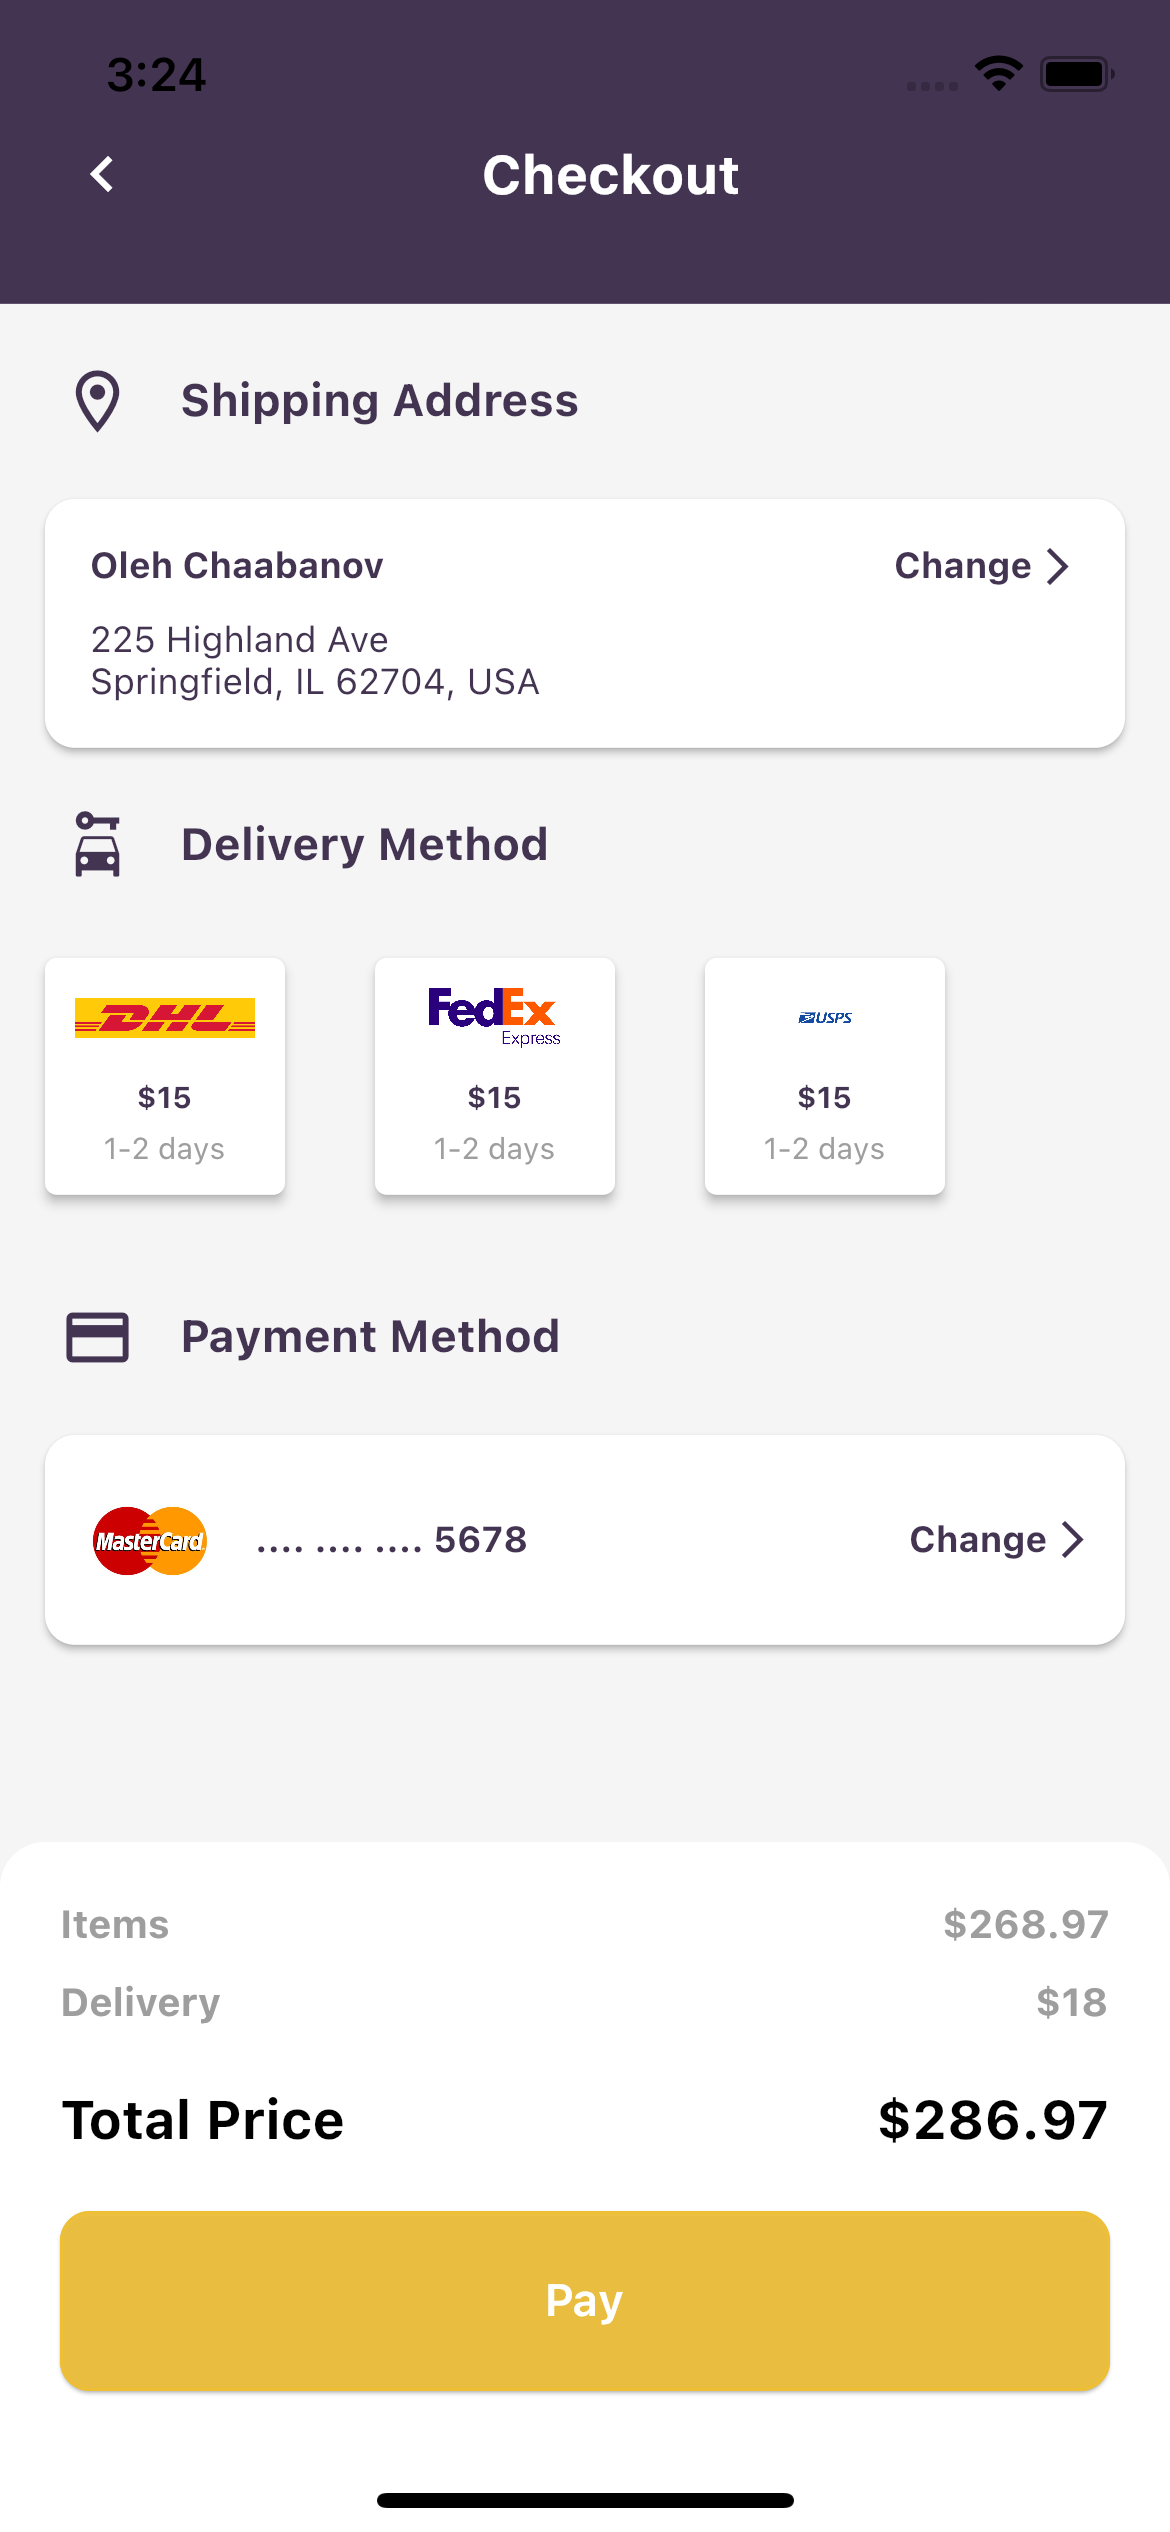 3:24
Checkout
Shipping Address
Oleh Chaabanov
Change
225 Highland Ave
Springfield, IL 62704, USA
Delivery Method
DHL
FedEx
Express
USPS
$15
$15
$15
1-2 days
1-2 days
1-2 days
Payment Method
MasterCard
.... .... .... 5678
Change
Items
$268.97
Delivery
$18
Total Price
$286.97
Pay